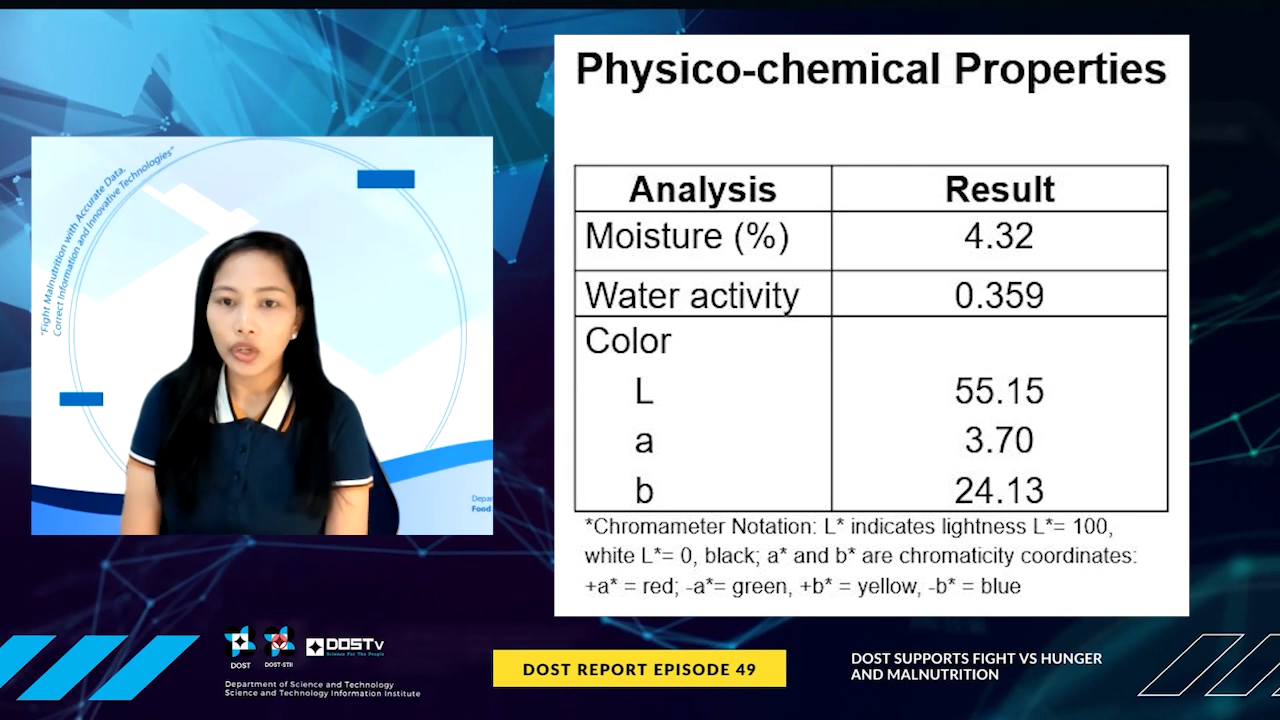 Physico-chemical Properties
"Fight Malnutrition with Accurate Data,
Correct Information and Innovative Technologies"
Analysis Result
Moisture (%) 4.32
Water activity 0.359
Color
L 55.15
a 3.70
b 24.13
*Chromameter Notation: L* indicates lightness L*= 100,
white L*= 0, black; a* and b* are chromaticity coordinates:
+a* = red; -a*= green, +b* = yellow, -b* = blue
Food
DOST DOST-STII DOSTv
Science For The People
Department of Science and Technology
Science and Technology Information Institute
DOST REPORT EPISODE 49
DOST SUPPORTS FIGHT VS HUNGER
AND MALNUTRITION